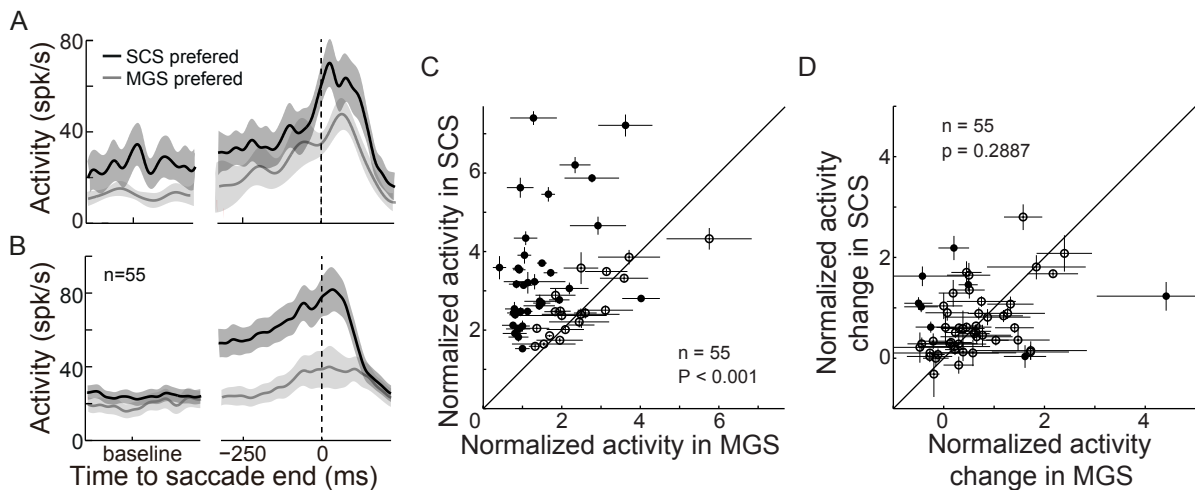 A
80
SCS prefered
MGS prefered
40
0
Activity (spk/s)
B
n=55
80
40
0
Activity (spk/s)
baseline
−250
0
Time to saccade end (ms)
C
Normalized activity in SCS
6
4
2
0
2
4
6
n = 55
P < 0.001
Normalized activity in MGS
D
Normalized activity
change in SCS
4
2
0
n = 55
p = 0.2887
0
2
4
Normalized activity
change in MGS